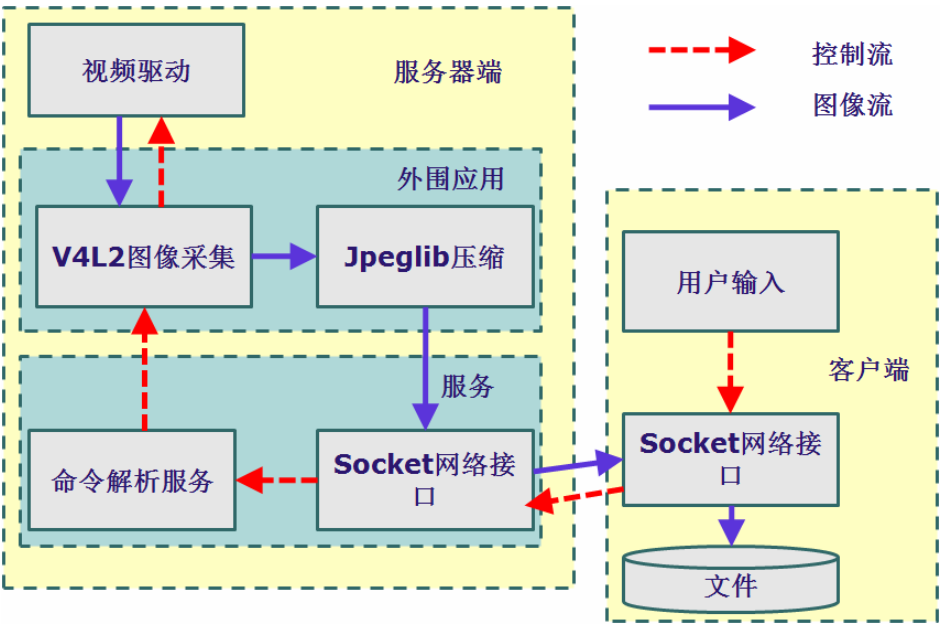 视频驱动
服务器端
控制流
图像流
外围应用
V4L2图像采集
Jpeglib压缩
用户输入
客户端
服务
命令解析服务
Socket网络接
口
Socket网络接
口
文件